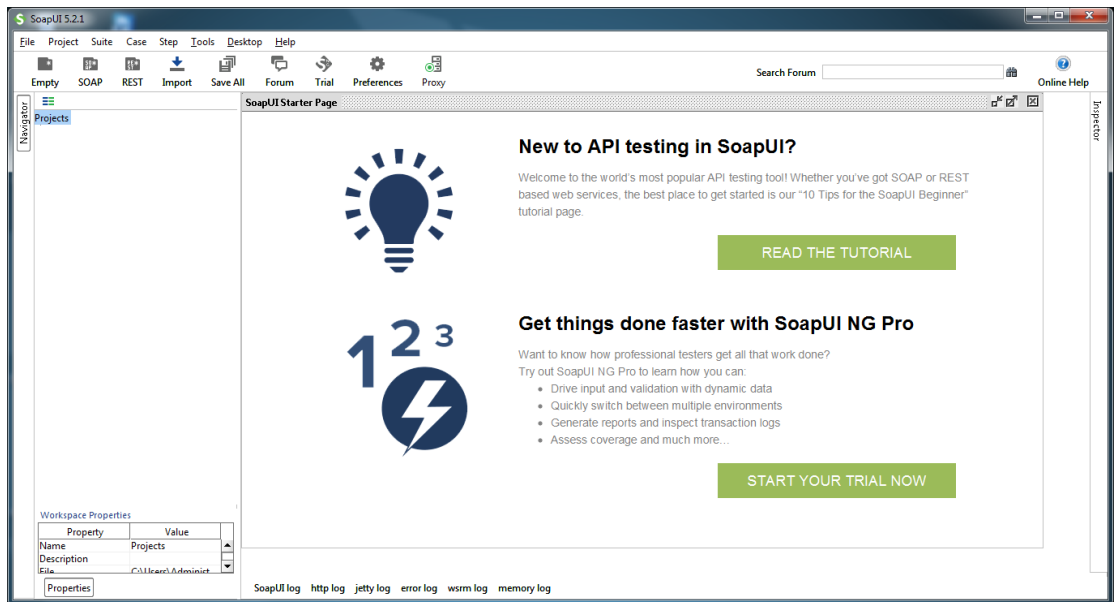 SoapUI 5.2.1
File Project Suite Case Step Tools Desktop Help
Empty SOAP REST Import Save All Forum Trial Preferences Proxy
Search Forum
Online Help
Navigator
Projects
SoapUI Starter Page
Inspector
New to API testing in SoapUI?
Welcome to the world's most popular API testing tool! Whether you've got SOAP or REST
based web services, the best place to get started is our "10 Tips for the SoapUI Beginner"
tutorial page.
READ THE TUTORIAL
1 2 3
Get things done faster with SoapUI NG Pro
Want to know how professional testers get all that work done?
Try out SoapUI NG Pro to learn how you can:
• Drive input and validation with dynamic data
• Quickly switch between multiple environments
• Generate reports and inspect transaction logs
• Assess coverage and much more...
START YOUR TRIAL NOW
Workspace Properties
Property Value
Name Projects
Description
File C:\Users\Administ
Properties
SoapUI log http log jetty log error log wsrm log memory log